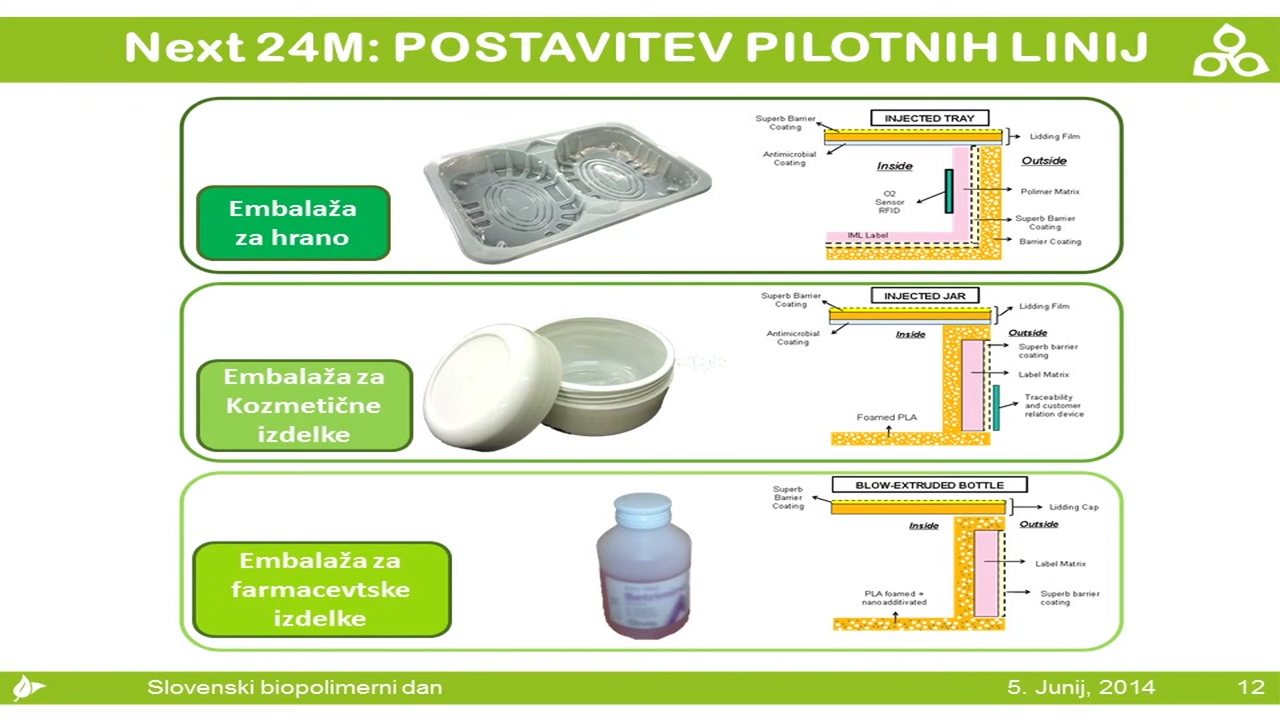 Next 24M: POSTAVITEV PILOTNIH LINIJ
Embalaža
za hrano
INJECTED TRAY
Superb Barrier
Coating
Lidding Film
Antimicrobial
Coating
Inside
Outside
O2
Sensor
RFID
Polimer Matrix
Superb Barrier
Coating
IML Label
Barrier Coating
Embalaža za
Kozmetične
izdelke
INJECTED JAR
Superb Barrier
Coating
Lidding Film
Antimicrobial
Coating
Inside
Outside
Superb barrier
coating
Label Matrix
Traceability
and customer
relation device
Foamed PLA
Embalaža za
farmacevtske
izdelke
BLOW-EXTRUDED BOTTLE
Superb
Barrier
Coating
Lidding Cap
Inside
Outside
Label Matrix
PLA foamed +
nanoadditivated
Superb barrier
coating
Slovenski biopolimerni dan
5. Junij, 2014
12